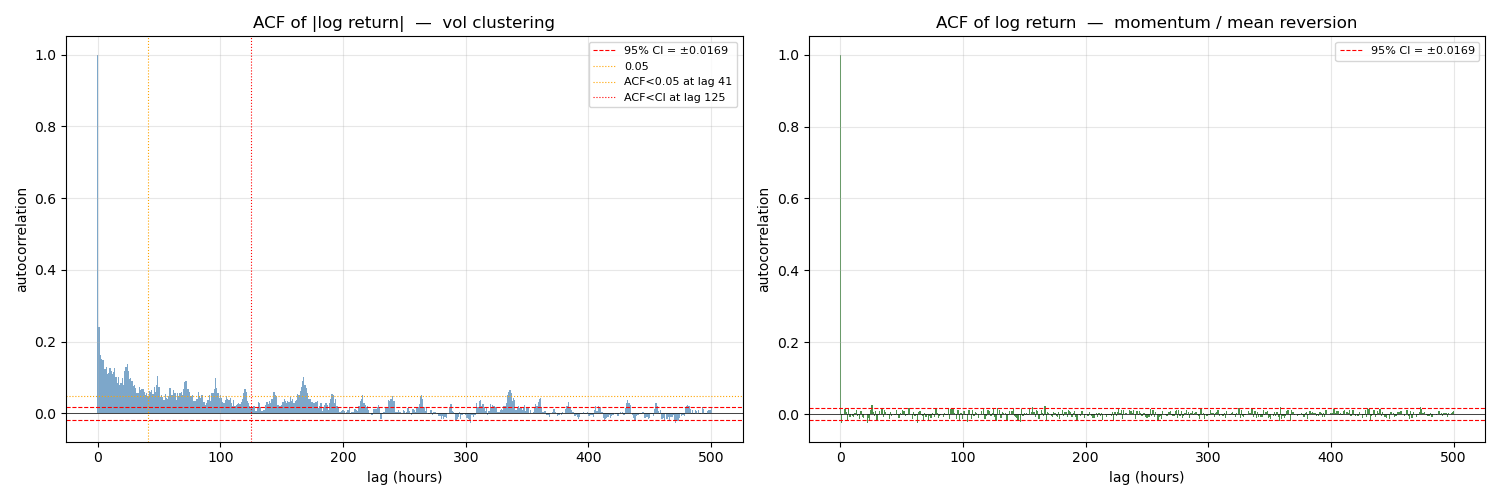 ACF of |log return|  —  vol clustering
1.0
0.8
0.6
0.4
0.2
0.0
autocorrelation
95% CI = ±0.0169
0.05
ACF<0.05 at lag 41
ACF<CI at lag 125
0 100 200 300 400 500
lag (hours)
ACF of log return  —  momentum / mean reversion
1.0
0.8
0.6
0.4
0.2
0.0
autocorrelation
95% CI = ±0.0169
0 100 200 300 400 500
lag (hours)